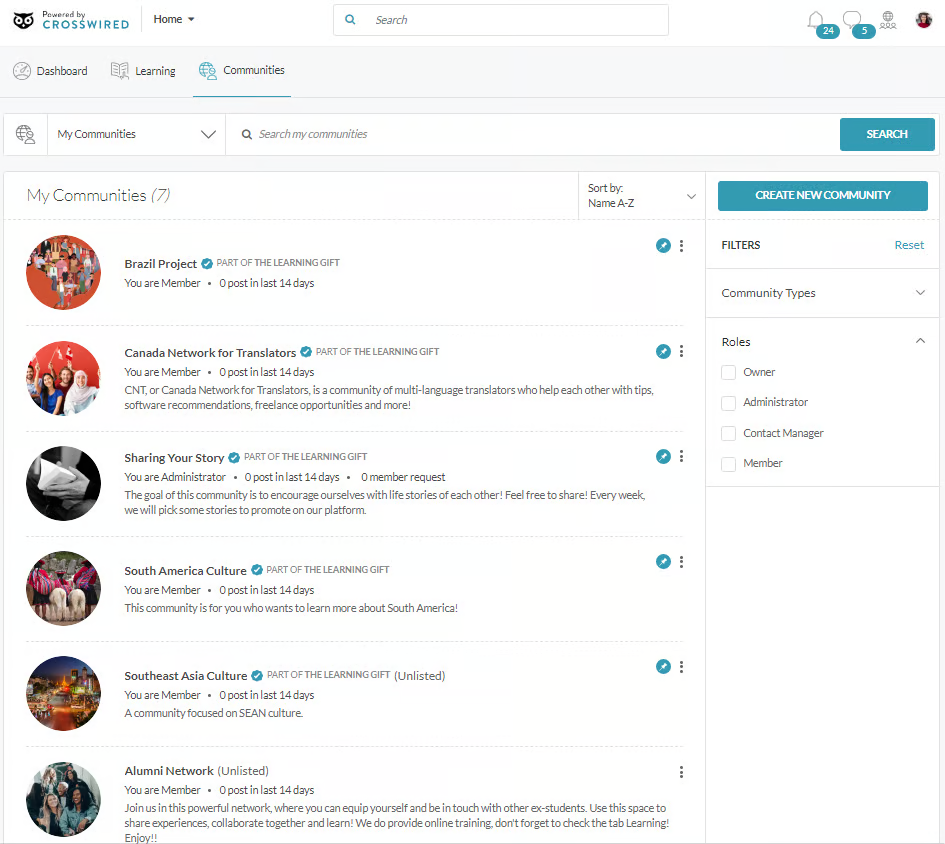 Powered by
CROSSWIRED
Home
Search
24
5
Dashboard
Learning
Communities
My Communities
Search my communities
SEARCH
My Communities (7)
Sort by:
Name A-Z
CREATE NEW COMMUNITY
FILTERS
Reset
Community Types
Roles
Owner
Administrator
Contact Manager
Member
Brazil Project PART OF THE LEARNING GIFT
You are Member • 0 post in last 14 days
Canada Network for Translators PART OF THE LEARNING GIFT
You are Member • 0 post in last 14 days
CNT, or Canada Network for Translators, is a community of multi-language translators who help each other with tips,
software recommendations, freelance opportunities and more!
Sharing Your Story PART OF THE LEARNING GIFT
You are Administrator • 0 post in last 14 days • 0 member request
The goal of this community is to encourage ourselves with life stories of each other! Feel free to share! Every week,
we will pick some stories to promote on our platform.
South America Culture PART OF THE LEARNING GIFT
You are Member • 0 post in last 14 days
This community is for you who wants to learn more about South America!
Southeast Asia Culture PART OF THE LEARNING GIFT (Unlisted)
You are Member • 0 post in last 14 days
A community focused on SEAN culture.
Alumni Network (Unlisted)
You are Member • 0 post in last 14 days
Join us in this powerful network, where you can equip yourself and be in touch with other ex-students. Use this space to
share experiences, collaborate together and learn! We do provide online training, don't forget to check the tab Learning!
Enjoy!!